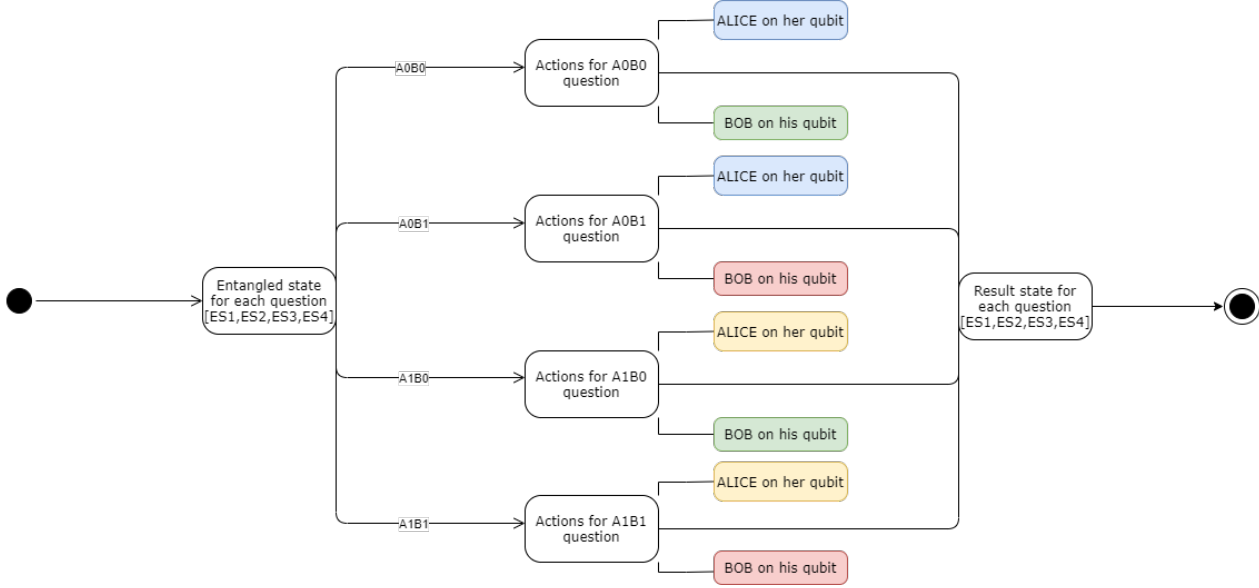 ALICE on her qubit
A0B0
Actions for A0B0
question
BOB on his qubit
ALICE on her qubit
A0B1
Actions for A0B1
question
BOB on his qubit
Entangled state
for each question
[ES1,ES2,ES3,ES4]
Result state for
each question
[ES1,ES2,ES3,ES4]
ALICE on her qubit
A1B0
Actions for A1B0
question
BOB on his qubit
ALICE on her qubit
A1B1
Actions for A1B1
question
BOB on his qubit